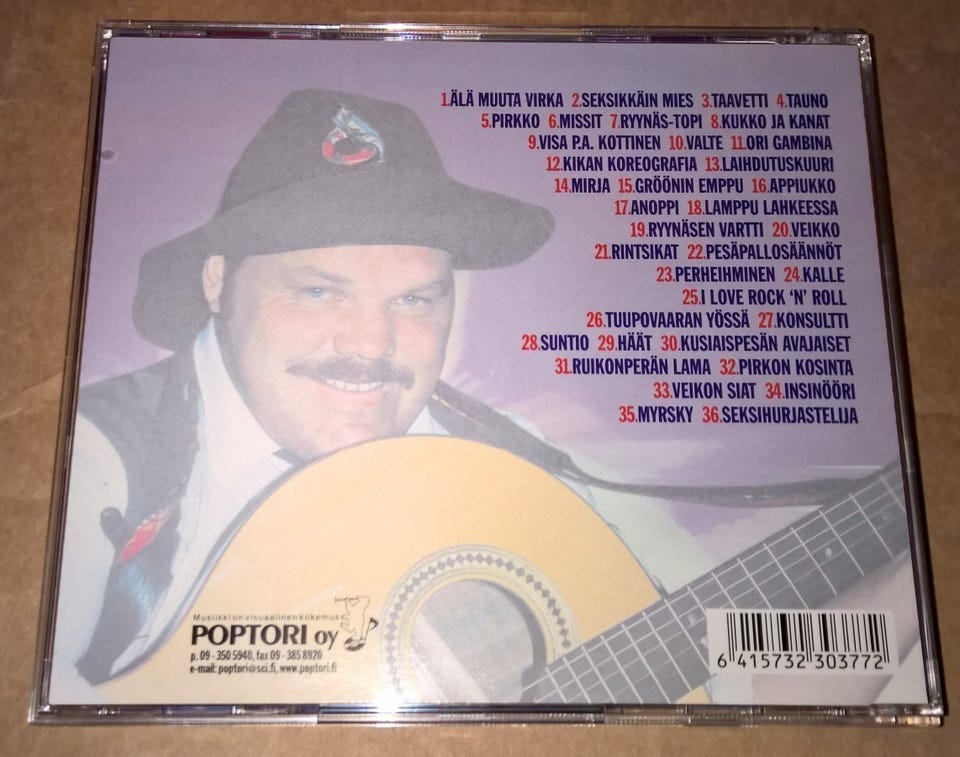 1.ÄLÄ MUUTA VIRKA 2.SEKSIKKÄIN MIES 3.TAAVETTI 4.TAUNO
5.PIRKKO 6.MISSIT 7.RYYNÄS-TOPI 8.KUKKO JA KANAT
9.VISA P.A. KOTTINEN 10.VALTE 11.ORI GAMBINA
12.KIKAN KOREOGRAFIA 13.LAIHDUTUSKUURI
14.MIRJA 15.GRÖÖNIN EMPPU 16.APPIUKKO
17.ANOPPI 18.LAMPPU LAHKEESSA
19.RYYNÄSEN VARTTI 20.VEIKKO
21.RINTSIKAT 22.PESÄPALLOSÄÄNNÖT
23.PERHEIHMINEN 24.KALLE
25.I LOVE ROCK ’N’ ROLL
26.TUUPOVAARAN YÖSSÄ 27.KONSULTTI
28.SUNTIO 29.HÄÄT 30.KUSIAISPESÄN AVAJAISET
31.RUIKONPERÄN LAMA 32.PIRKON KOSINTA
33.VEIKON SIAT 34.INSINÖÖRI
35.MYRSKY 36.SEKSIHURJASTELIJA
Musiikki on visuaalinen kokemus
POPTORI oy
p. 09 - 350 5940, fax 09 - 385 8920
e-mail: poptori@sci.fi, www.poptori.fi
6 415732 303772